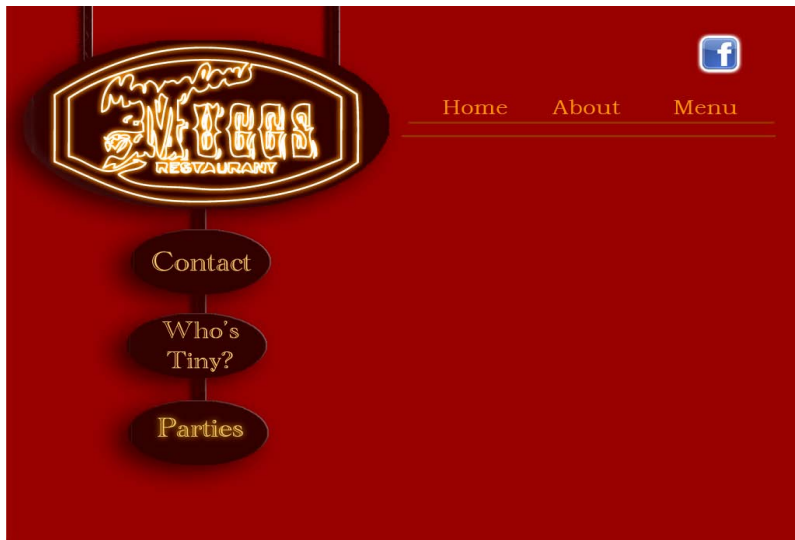 MUGGS
RESTAURANT
Home About Menu
Contact
Who's
Tiny?
Parties